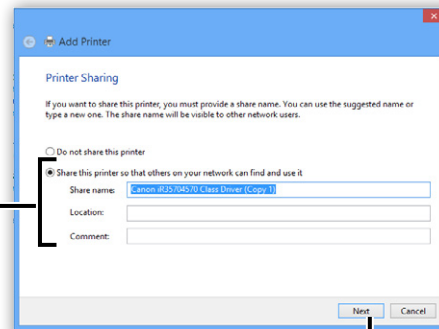 Add Printer
Printer Sharing
If you want to share this printer, you must provide a share name. You can use the suggested name or
type a new one. The share name will be visible to other network users.
Do not share this printer
Share this printer so that others on your network can find and use it
Share name: Canon iR35704570 Class Driver (Copy 1)
Location:
Comment:
Next Cancel